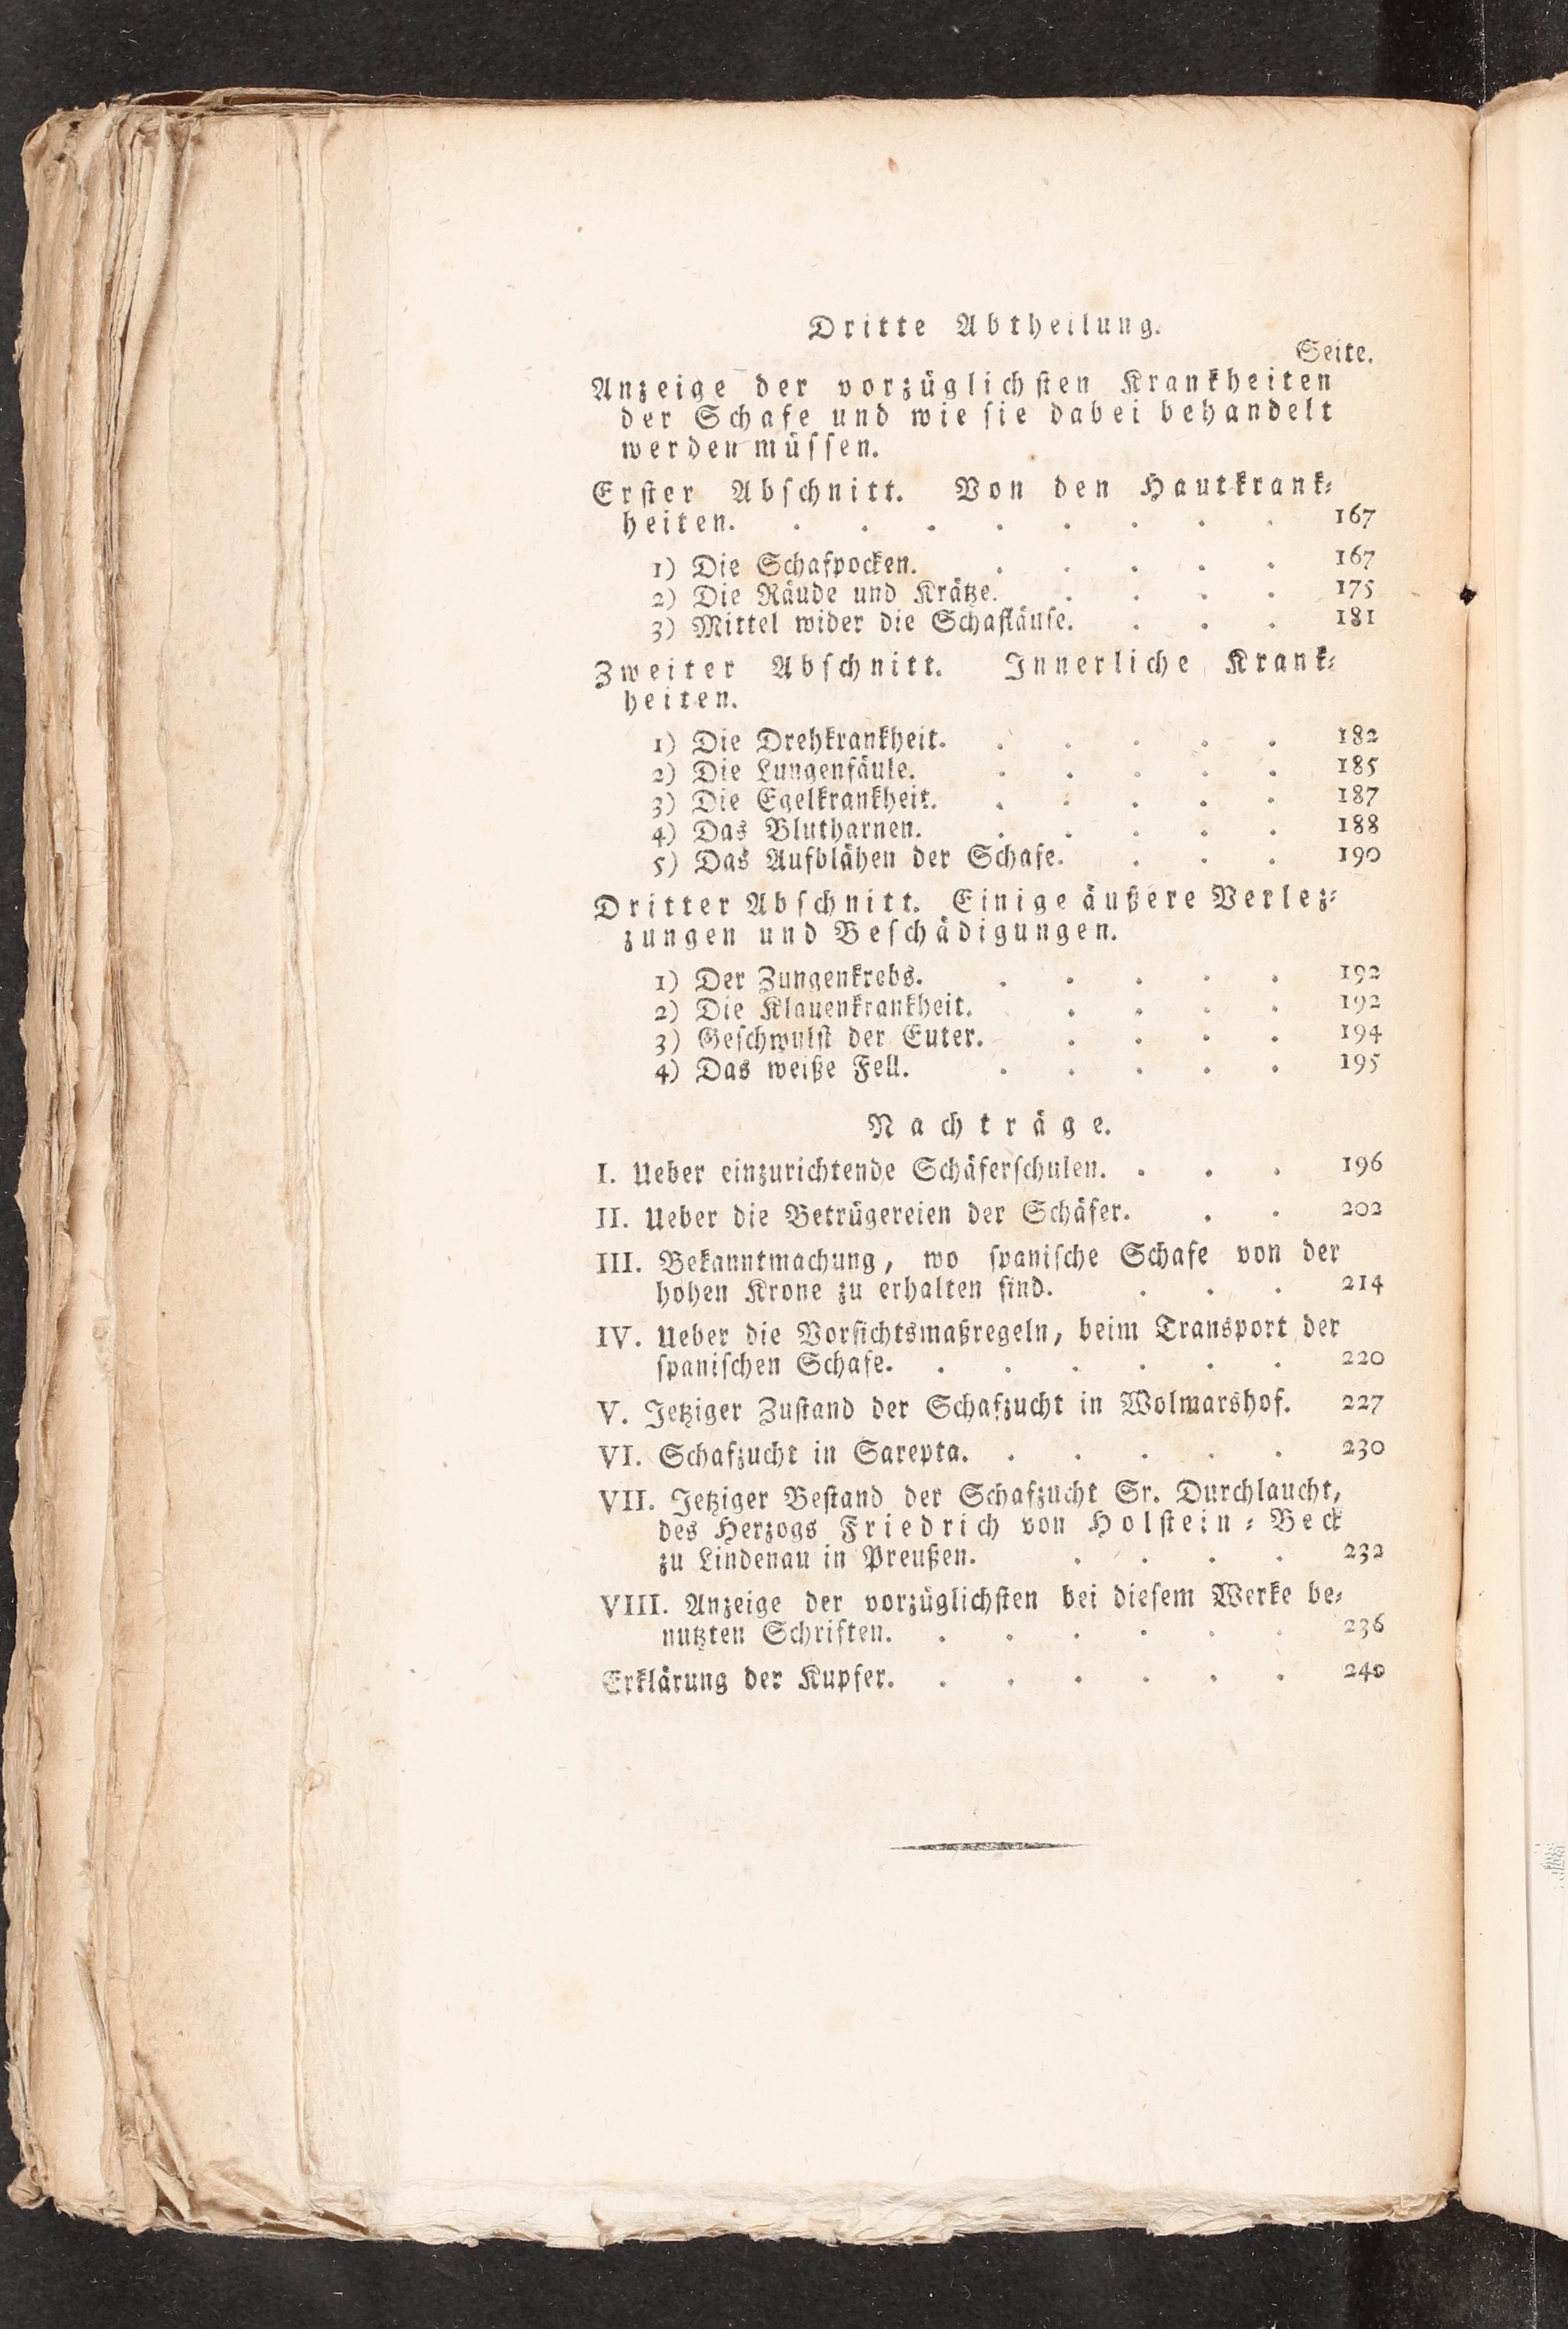 Dritte Abtheilung.
Seite.
Anzeige der vorzüglichſten Krankheiten
der Schafe und wie ſie dabei behandelt
werden müſſen.
Erſter Abſchnitt. Von den Hautkrank⸗
heiten. . . . . . . . . 167
1) Die Schafpocken. . . . . . 167
2) Die Räude und Krätze. . . . . 175
3) Mittel wider die Schafläuſe. . . . 181
Zweiter Abſchnitt. Innerliche Krank⸗
heiten.
1) Die Drehkrankheit. . . . . . 182
2) Die Lungenfäule. . . . . . 185
3) Die Egelkrankheit. . . . . . 187
4) Das Blutharnen. . . . . . 188
5) Das Aufblähen der Schafe. . . . 190
Dritter Abſchnitt. Einige äußere Verlez⸗
zungen und Beſchädigungen.
1) Der Zungenkrebs. . . . . . 192
2) Die Klauenkrankheit. . . . . 192
3) Geſchwulſt der Euter. . . . . 194
4) Das weiße Fell. . . . . . 195
Nachträge.
I. Ueber einzurichtende Schäferſchulen. . . . 196
II. Ueber die Betrügereien der Schäfer. . . 202
III. Bekanntmachung, wo ſpaniſche Schafe von der
hohen Krone zu erhalten ſind. . . . 214
IV. Ueber die Vorſichtsmaßregeln, beim Transport der
ſpaniſchen Schafe. . . . . . . 220
V. Jetziger Zuſtand der Schafzucht in Wolmarshof. 227
VI. Schafzucht in Sarepta. . . . . . 230
VII. Jetziger Beſtand der Schafzucht Sr. Durchlaucht,
des Herzogs Friedrich von Holſtein⸗Beck
zu Lindenau in Preußen. . . . . 232
VIII. Anzeige der vorzüglichſten bei dieſem Werke be⸗
nutzten Schriften. . . . . . . 236
Erklärung der Kupfer. . . . . . . 240